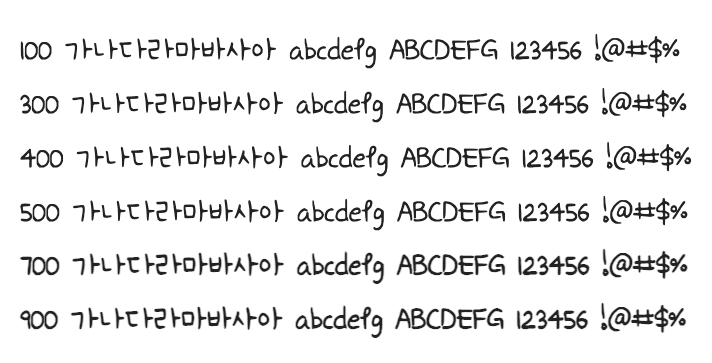 100 가나다라마바사아 abcdefg ABCDEFG 123456 !@#$%
300 가나다라마바사아 abcdefg ABCDEFG 123456 !@#$%
400 가나다라마바사아 abcdefg ABCDEFG 123456 !@#$%
500 가나다라마바사아 abcdefg ABCDEFG 123456 !@#$%
700 가나다라마바사아 abcdefg ABCDEFG 123456 !@#$%
900 가나다라마바사아 abcdefg ABCDEFG 123456 !@#$%